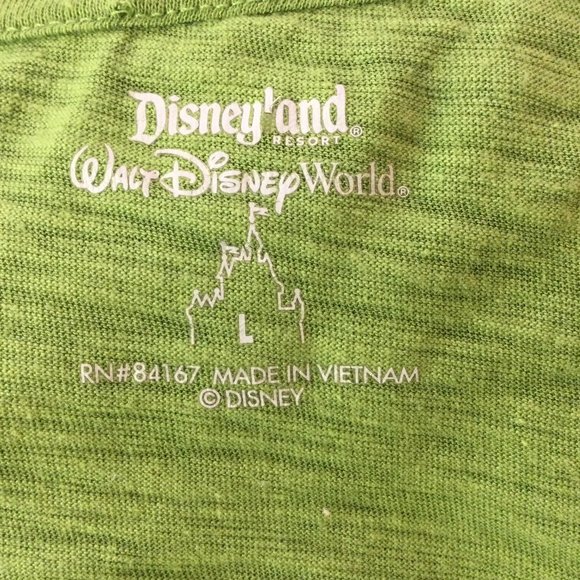 Disneyland®
RESORT
WALT DISNEY World®
L
RN#84167 MADE IN VIETNAM
© DISNEY